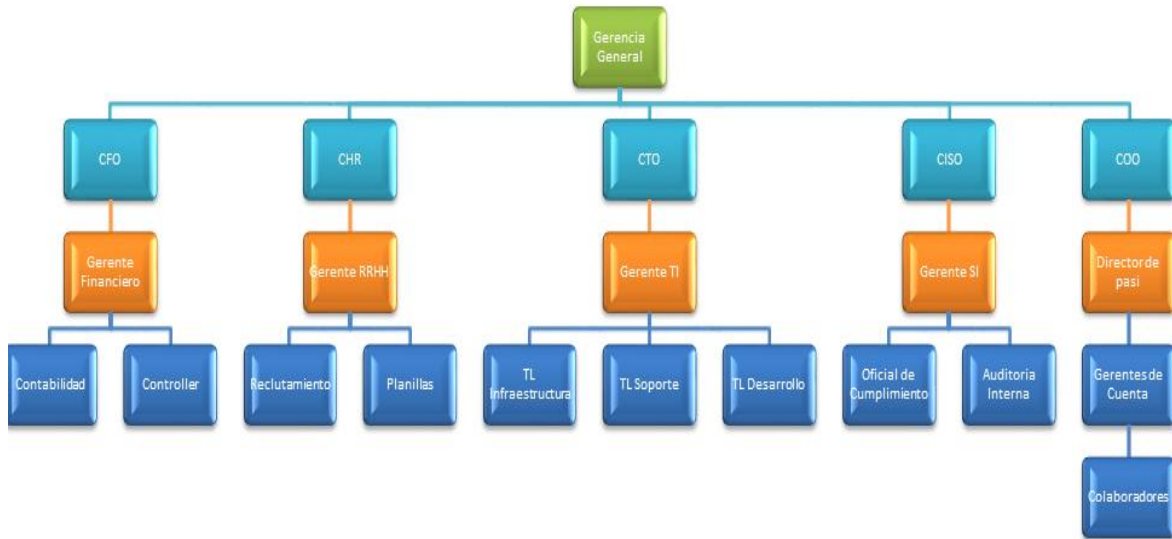 Gerencia
General
CFO
CHR
CTO
CISO
COO
Gerente
Financiero
Gerente RRHH
Gerente TI
Gerente SI
Director de
pasi
Contabilidad
Controller
Reclutamiento
Planillas
TL
Infraestructura
TL Soporte
TL Desarrollo
Oficial de
Cumplimiento
Auditoria
Interna
Gerentes de
Cuenta
Colaboradores